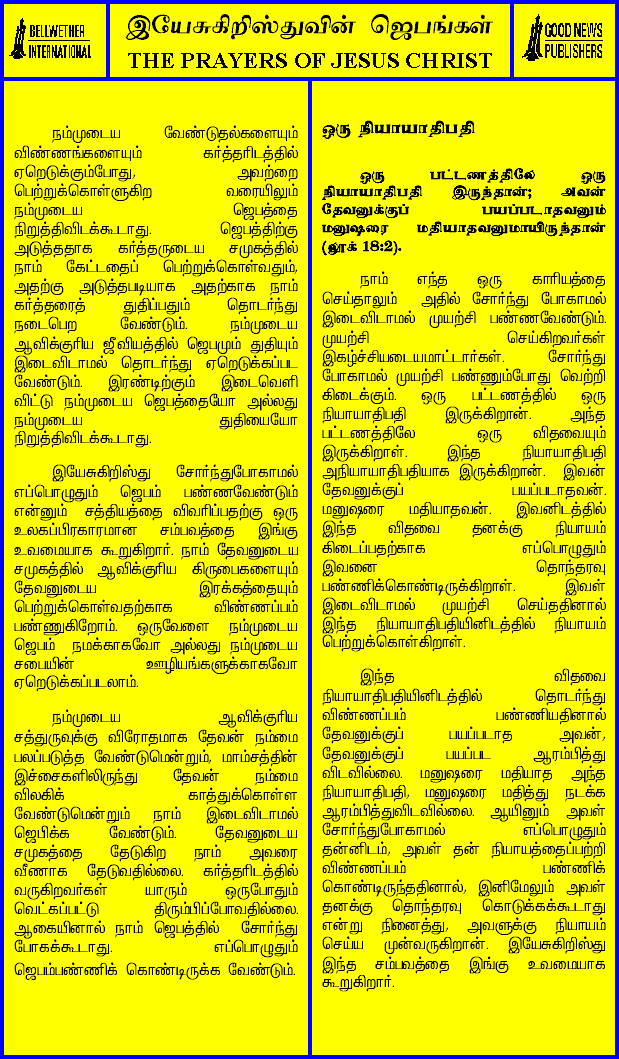 BELLWETHER
INTERNATIONAL
இயேசுகிறிஸ்துவின் ஜெபங்கள்
THE PRAYERS OF JESUS CHRIST
GOOD NEWS
PUBLISHERS
நம்முடைய வேண்டுதல்களையும்
விண்ணங்களையும் கர்த்தரிடத்தில்
ஏறெடுக்கும்போது, அவற்றை
பெற்றுக்கொள்ளுகிற வரையிலும்
நம்முடைய ஜெபத்தை
நிறுத்திவிடக்கூடாது. ஜெபத்திற்கு
அடுத்ததாக கர்த்தருடைய சமுகத்தில்
நாம் கேட்டதைப் பெற்றுக்கொள்வதும்,
அதற்கு அடுத்தபடியாக அதற்காக நாம்
கர்த்தரைத் துதிப்பதும் தொடர்ந்து
நடைபெற வேண்டும். நம்முடைய
ஆவிக்குரிய ஜீவியத்தில் ஜெபமும் துதியும்
இடைவிடாமல் தொடர்ந்து ஏறெடுக்கப்பட
வேண்டும். இரண்டிற்கும் இடைவெளி
விட்டு நம்முடைய ஜெபத்தையோ அல்லது
நம்முடைய துதியையோ
நிறுத்திவிடக்கூடாது.
இயேசுகிறிஸ்து சோர்ந்துபோகாமல்
எப்பொழுதும் ஜெபம் பண்ணவேண்டும்
என்னும் சத்தியத்தை விவரிப்பதற்கு ஒரு
உலகப்பிரகாரமான சம்பவத்தை இங்கு
உவமையாக கூறுகிறார். நாம் தேவனுடைய
சமுகத்தில் ஆவிக்குரிய கிருபைகளையும்
தேவனுடைய இரக்கத்தையும்
பெற்றுக்கொள்வதற்காக விண்ணப்பம்
பண்ணுகிறோம். ஒருவேளை நம்முடைய
ஜெபம் நமக்காகவோ அல்லது நம்முடைய
சபையின் ஊழியங்களுக்காகவோ
ஏறெடுக்கப்படலாம்.
நம்முடைய ஆவிக்குரிய
சத்துருவுக்கு விரோதமாக தேவன் நம்மை
பலப்படுத்த வேண்டுமென்றும், மாம்சத்தின்
இச்சைகளிலிருந்து தேவன் நம்மை
விலகிக் காத்துக்கொள்ள
வேண்டுமென்றும் நாம் இடைவிடாமல்
ஜெபிக்க வேண்டும். தேவனுடைய
சமுகத்தை தேடுகிற நாம் அவரை
வீணாக தேடுவதில்லை. கர்த்தரிடத்தில்
வருகிறவர்கள் யாரும் ஒருபோதும்
வெட்கப்பட்டு திரும்பிப்போவதில்லை.
ஆகையினால் நாம் ஜெபத்தில் சோர்ந்து
போகக்கூடாது. எப்பொழுதும்
ஜெபம்பண்ணிக் கொண்டிருக்க வேண்டும்.
ஒரு நியாயாதிபதி
ஒரு பட்டணத்திலே ஒரு
நியாயாதிபதி இருந்தான்; அவன்
தேவனுக்குப் பயப்படாதவனும்
மனுஷரை மதியாதவனுமாயிருந்தான்
(லூக் 18:2).
நாம் எந்த ஒரு காரியத்தை
செய்தாலும் அதில் சோர்ந்து போகாமல்
இடைவிடாமல் முயற்சி பண்ணவேண்டும்.
முயற்சி செய்கிறவர்கள்
இகழ்ச்சியடையமாட்டார்கள். சோர்ந்து
போகாமல் முயற்சி பண்ணும்போது வெற்றி
கிடைக்கும். ஒரு பட்டணத்தில் ஒரு
நியாயாதிபதி இருக்கிறான். அந்த
பட்டணத்திலே ஒரு விதவையும்
இருக்கிறாள். இந்த நியாயாதிபதி
அநியாயாதிபதியாக இருக்கிறான். இவன்
தேவனுக்குப் பயப்படாதவன்.
மனுஷரை மதியாதவன். இவனிடத்தில்
இந்த விதவை தனக்கு நியாயம்
கிடைப்பதற்காக எப்பொழுதும்
இவனை தொந்தரவு
பண்ணிக்கொண்டிருக்கிறாள். இவள்
இடைவிடாமல் முயற்சி செய்ததினால்
இந்த நியாயாதிபதியினிடத்தில் நியாயம்
பெற்றுக்கொள்கிறாள்.
இந்த விதவை
நியாயாதிபதியினிடத்தில் தொடர்ந்து
விண்ணப்பம் பண்ணியதினால்
தேவனுக்குப் பயப்படாத அவன்,
தேவனுக்குப் பயப்பட ஆரம்பித்து
விடவில்லை. மனுஷரை மதியாத அந்த
நியாயாதிபதி, மனுஷரை மதித்து நடக்க
ஆரம்பித்துவிடவில்லை. ஆயினும் அவள்
சோர்ந்துபோகாமல் எப்பொழுதும்
தன்னிடம், அவள் தன் நியாயத்தைப்பற்றி
விண்ணப்பம் பண்ணிக்
கொண்டிருந்ததினால், இனிமேலும் அவள்
தனக்கு தொந்தரவு கொடுக்கக்கூடாது
என்று நினைத்து, அவளுக்கு நியாயம்
செய்ய முன்வருகிறான். இயேசுகிறிஸ்து
இந்த சம்பவத்தை இங்கு உவமையாக
கூறுகிறார்.